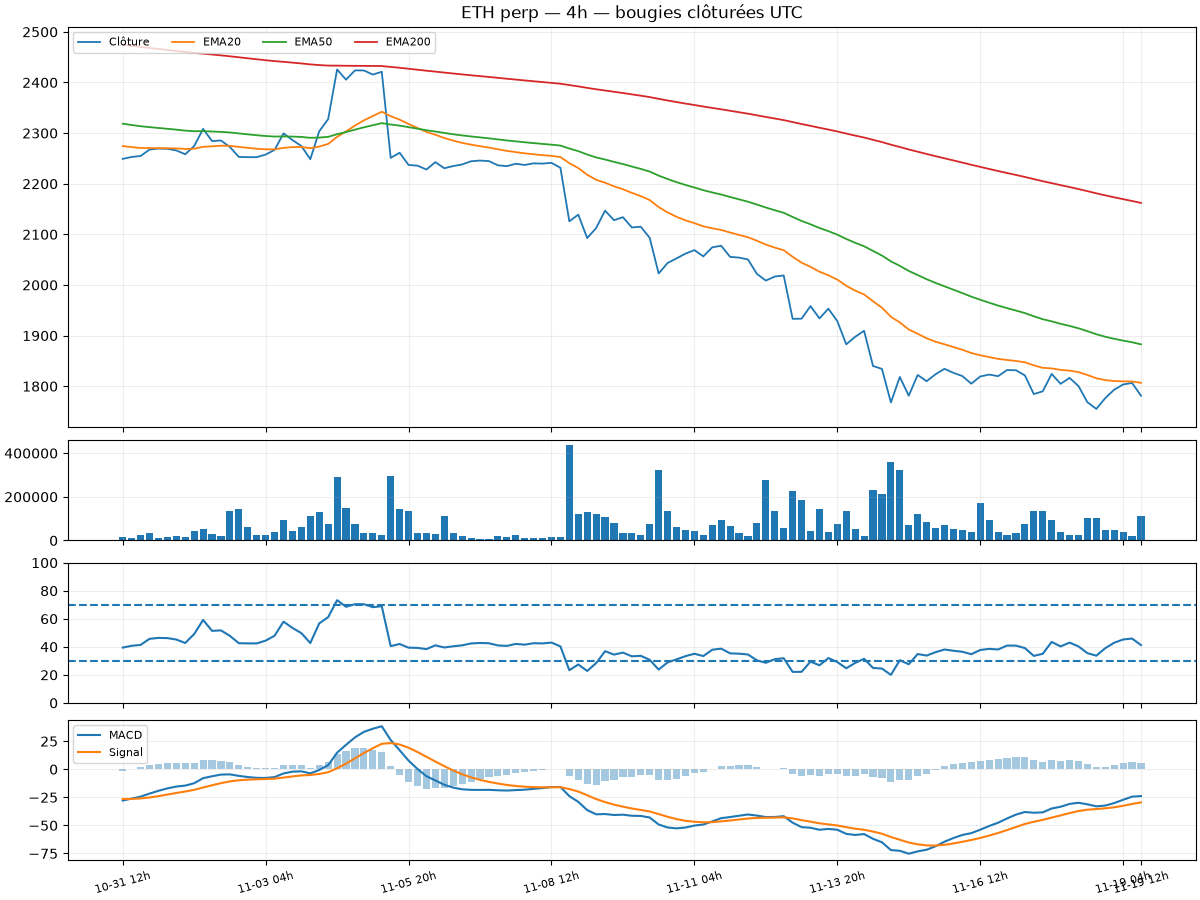 ETH perp — 4h — bougies clôturées UTC
Clôture EMA20 EMA50 EMA200
2500
2400
2300
2200
2100
2000
1900
1800
400000
200000
0
100
80
60
40
20
0
MACD
Signal
25
0
−25
−50
−75
10-31 12h
11-03 04h
11-05 20h
11-08 12h
11-11 04h
11-13 20h
11-16 12h
11-19 04h
11-19 12h